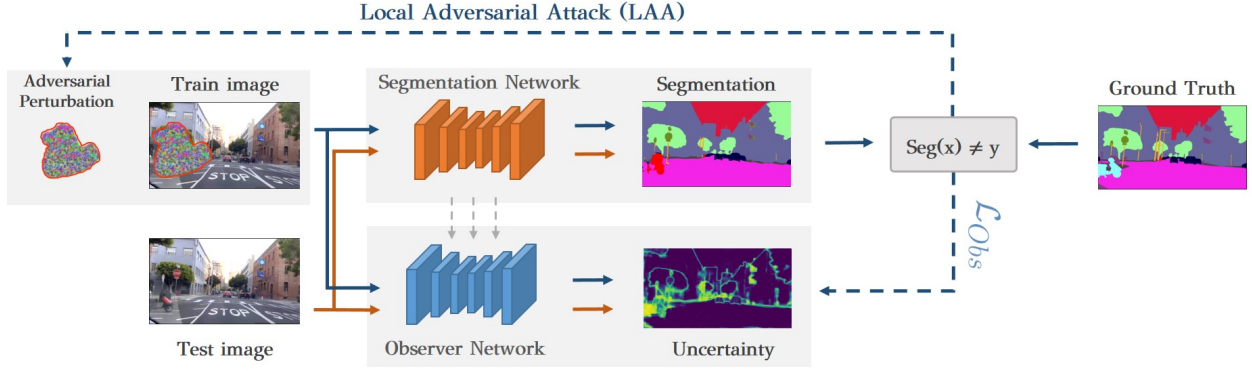 Local Adversarial Attack (LAA)
Adversarial
Perturbation
Train image
Segmentation Network
Segmentation
Ground Truth
Seg(x) ≠ y
STOP
ℒObs
STOP
Test image
Observer Network
Uncertainty